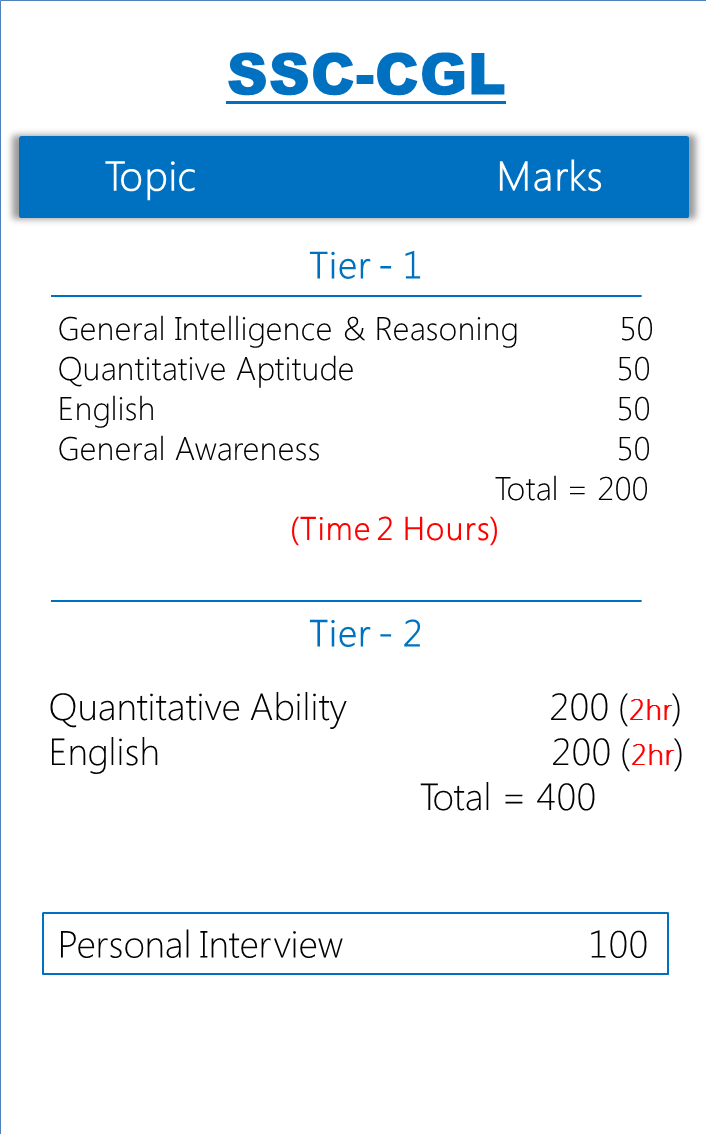 SSC-CGL
Topic Marks
Tier - 1
General Intelligence & Reasoning 50
Quantitative Aptitude 50
English 50
General Awareness 50
Total = 200
(Time 2 Hours)
Tier - 2
Quantitative Ability 200 (2hr)
English 200 (2hr)
Total = 400
Personal Interview 100